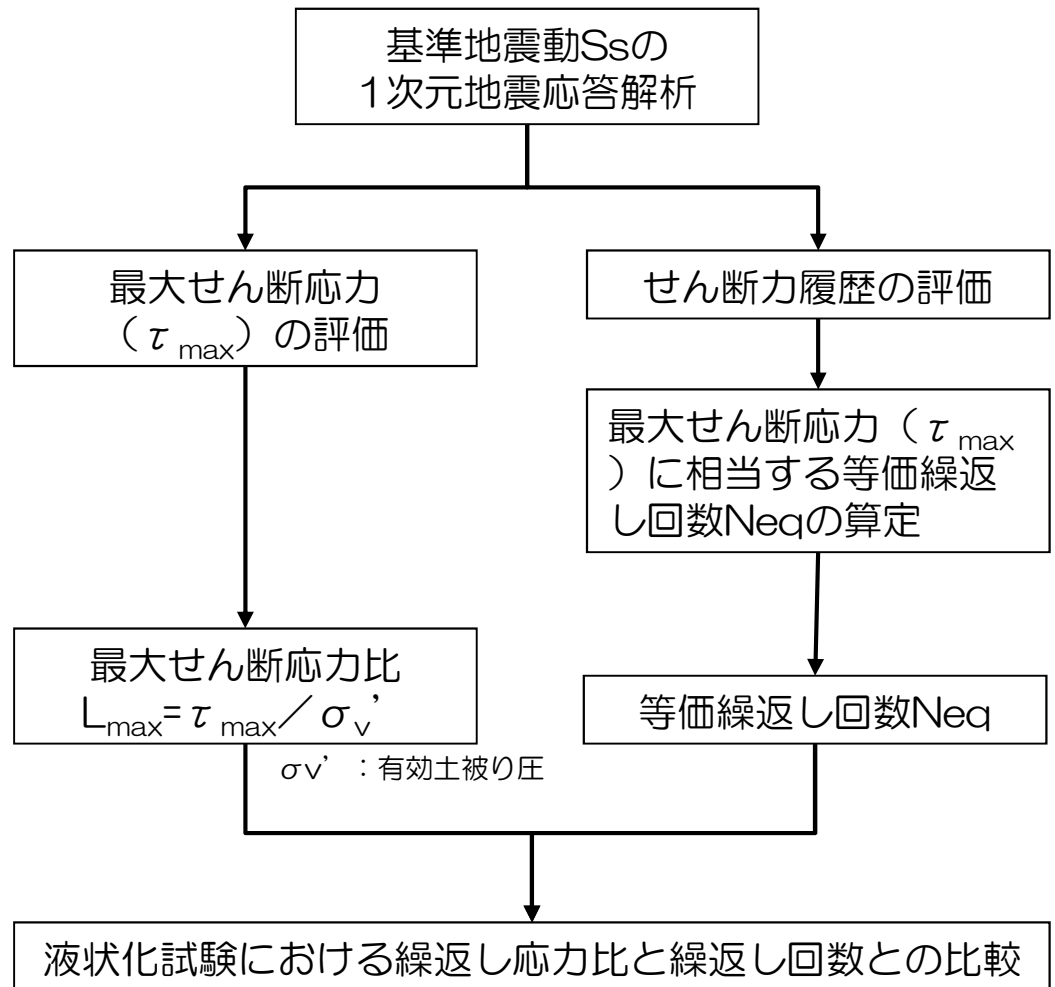 基準地震動Ssの
1次元地震応答解析
最大せん断応力
（τmax）の評価
せん断力履歴の評価
最大せん断応力（τmax
）に相当する等価繰返
し回数Neqの算定
最大せん断応力比
Lmax=τmax／σv’
σv’：有効土被り圧
等価繰返し回数Neq
液状化試験における繰返し応力比と繰返し回数との比較